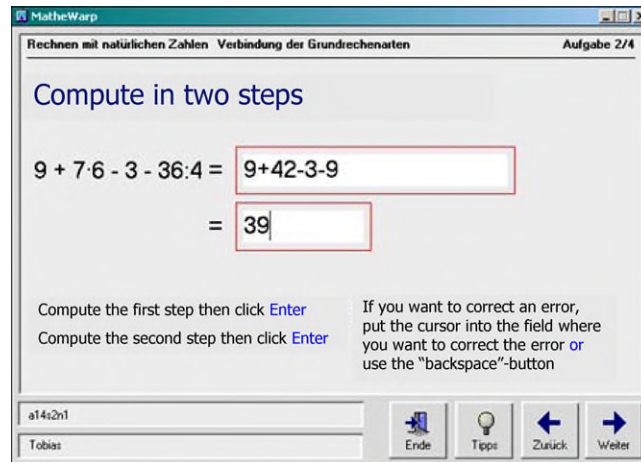 MatheWarp
Rechnen mit natürlichen Zahlen Verbindung der Grundrechenarten Aufgabe 2/4
Compute in two steps
9 + 7·6 - 3 - 36:4 = 9+42-3-9
= 39
Compute the first step then click Enter
Compute the second step then click Enter
If you want to correct an error,
put the cursor into the field where
you want to correct the error or
use the “backspace”-button
a14s2n1
Tobias
Ende Tipps Zurück Weiter